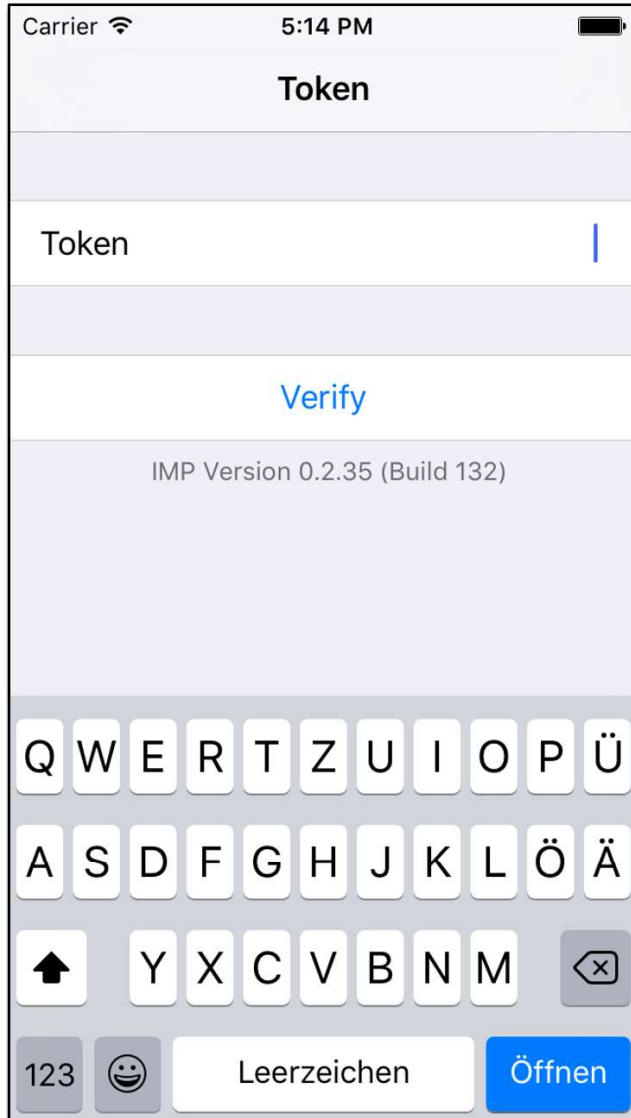 Carrier 5:14 PM
Token
Token
Verify
IMP Version 0.2.35 (Build 132)
Q W E R T Z U I O P Ü
A S D F G H J K L Ö Ä
Y X C V B N M
123 Leerzeichen Öffnen